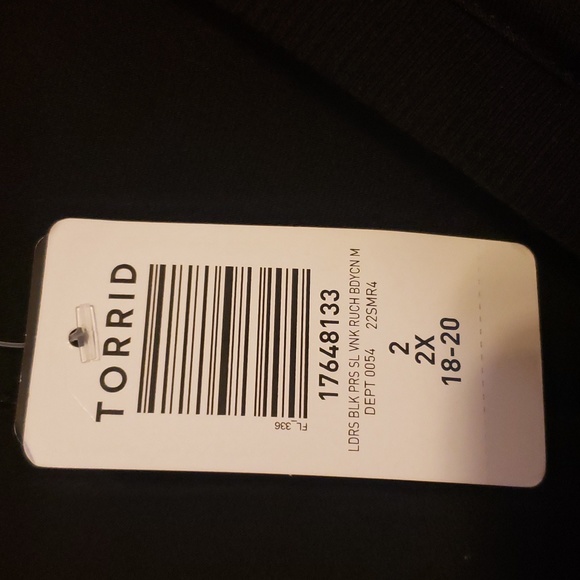 TORRID
FL_336
17648133
LDRS BLK PRS SL VNK RUCH BDYCN M
DEPT 0054 22SMR4
2
2X
18-20